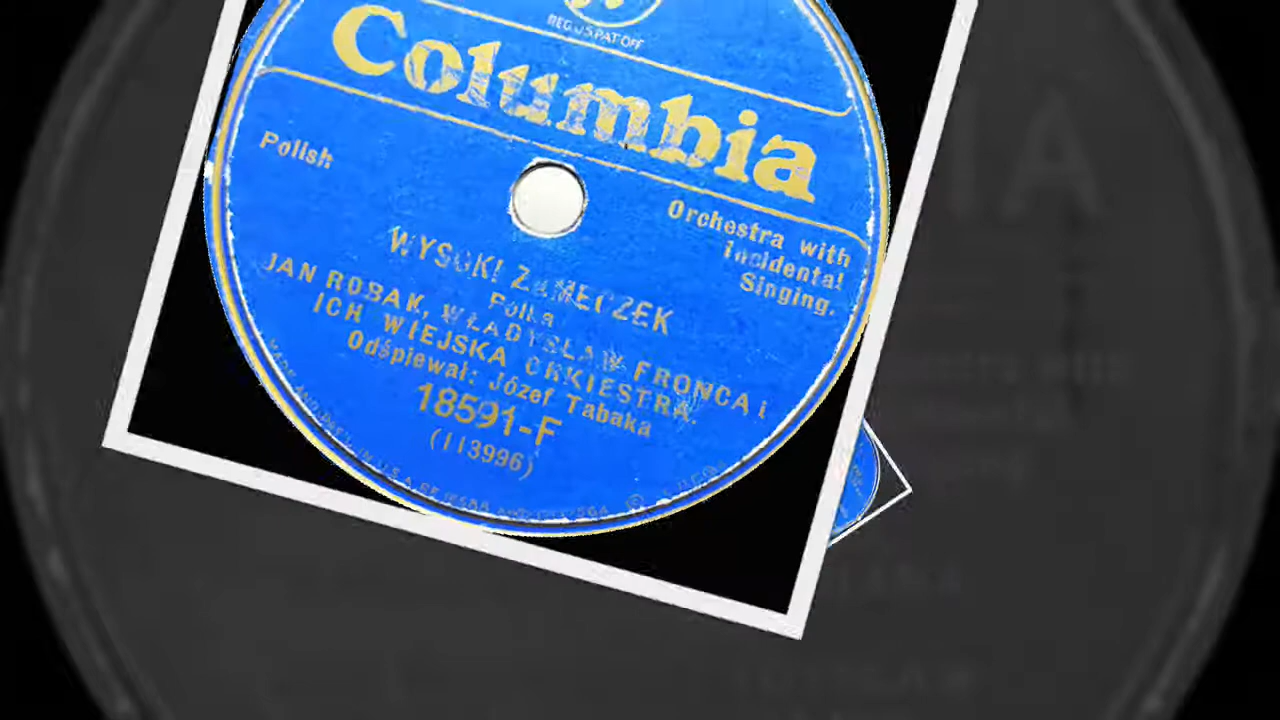 REG.U.S.PAT.OFF
Columbia
Polish
Orchestra with
Incidental
Singing.
WYSOKI ZAMECZEK
Polka
JAN ROBAK, WŁADYSŁAW FRONCA i
ICH WIEJSKA ORKIESTRA.
Odśpiewał: Józef Tabaka
18591-F
(113996)